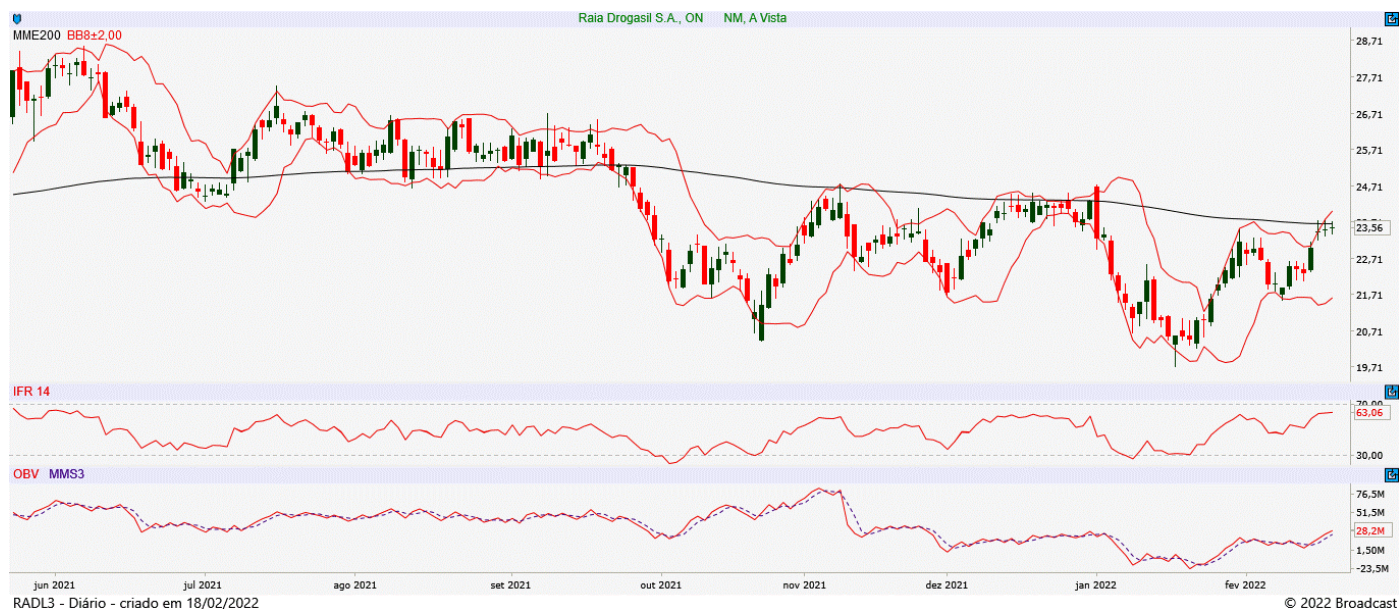 Raia Drogasil S.A., ON NM, A Vista
MME200 BB8±2,00
28,71
27,71
26,71
25,71
24,71
23,56
22,71
21,71
20,71
19,71
IFR 14
70,00
63,06
30,00
OBV MMS3
76,5M
51,5M
28,2M
1,50M
-23,5M
jun 2021 jul 2021 ago 2021 set 2021 out 2021 nov 2021 dez 2021 jan 2022 fev 2022
RADL3 - Diário - criado em 18/02/2022 © 2022 Broadcast